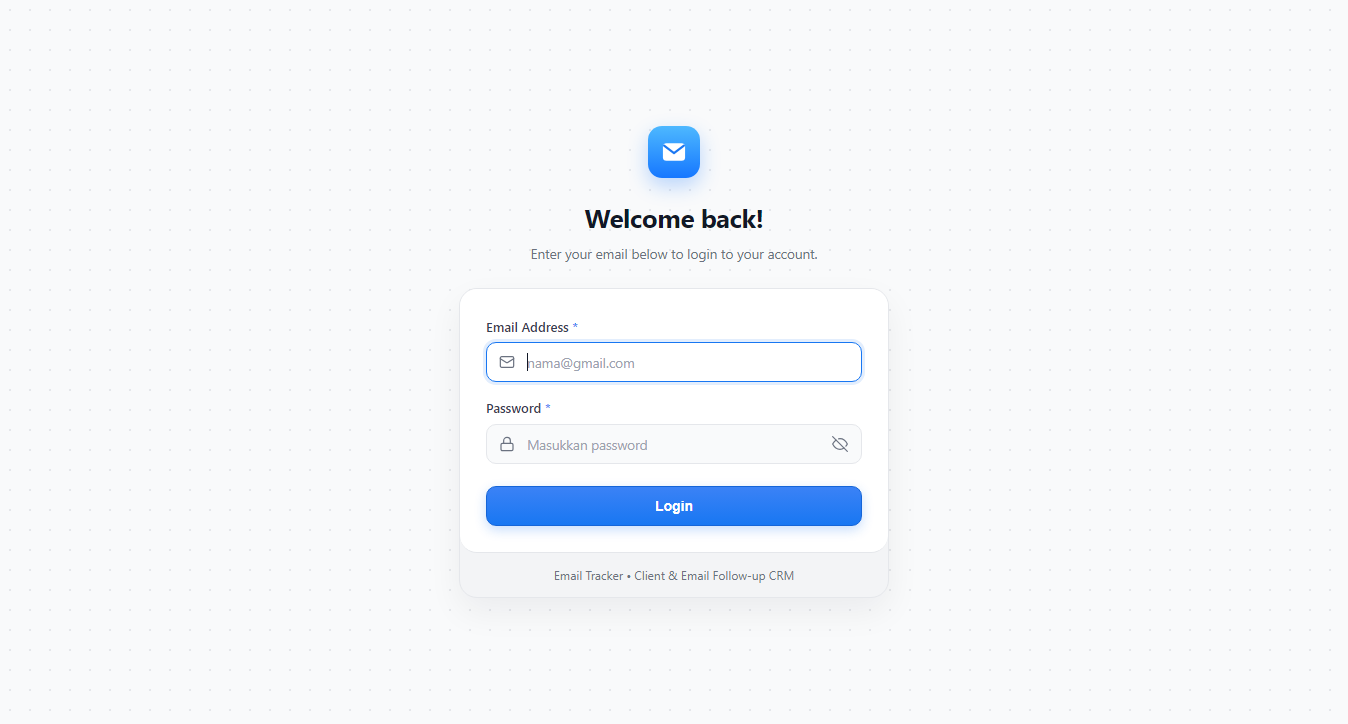 Welcome back!
Enter your email below to login to your account.
Email Address *
nama@gmail.com
Password *
Masukkan password
Login
Email Tracker • Client & Email Follow-up CRM